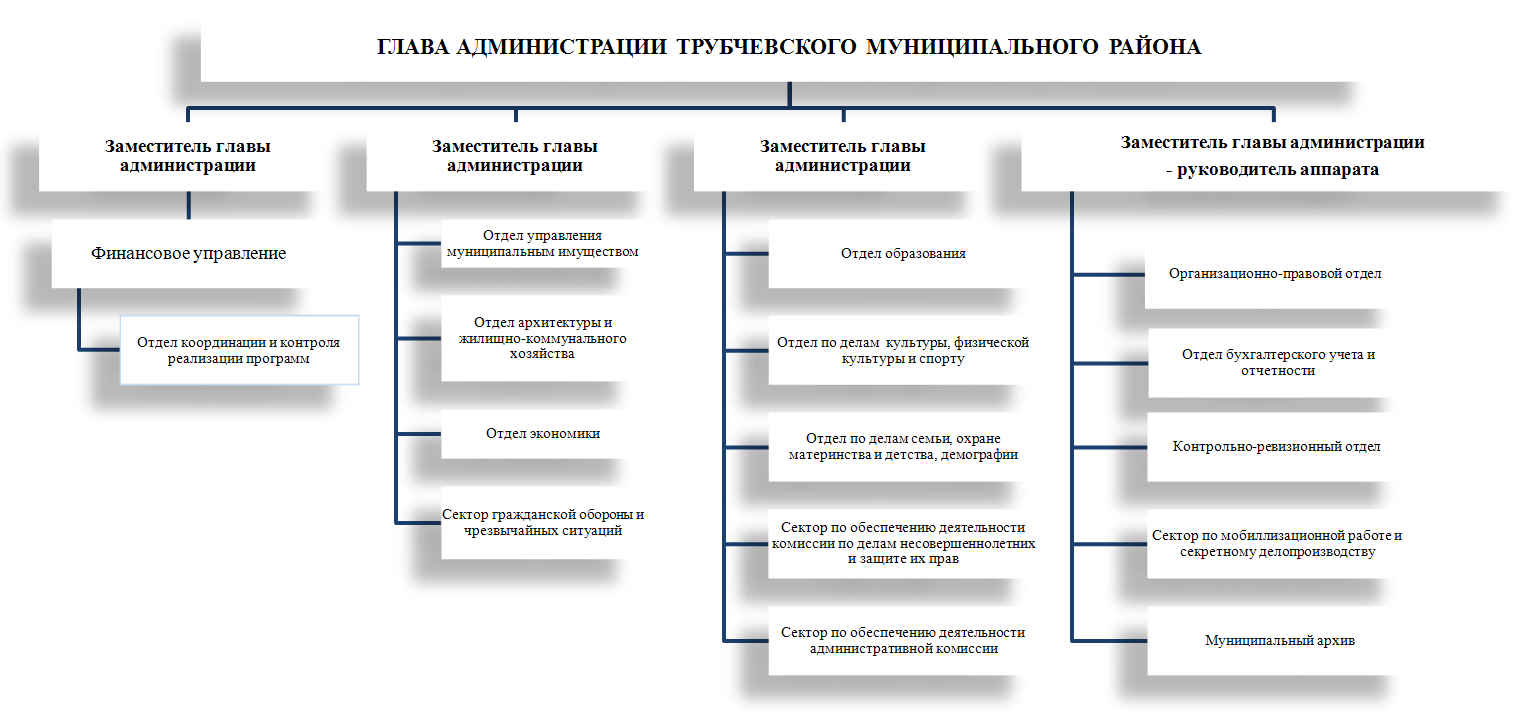 ГЛАВА АДМИНИСТРАЦИИ ТРУБЧЕВСКОГО МУНИЦИПАЛЬНОГО РАЙОНА
Заместитель главы
администрации
Финансовое управление
Отдел координации и контроля
реализации программ
Заместитель главы
администрации
Отдел управления
муниципальным имуществом
Отдел архитектуры и
жилищно-коммунального
хозяйства
Отдел экономики
Сектор гражданской обороны и
чрезвычайных ситуаций
Заместитель главы
администрации
Отдел образования
Отдел по делам культуры, физической
культуры и спорту
Отдел по делам семьи, охране
материнства и детства, демографии
Сектор по обеспечению деятельности
комиссии по делам несовершеннолетних
и защите их прав
Сектор по обеспечению деятельности
административной комиссии
Заместитель главы администрации
- руководитель аппарата
Организационно-правовой отдел
Отдел бухгалтерского учета и
отчетности
Контрольно-ревизионный отдел
Сектор по мобиллизационной работе и
секретному делопроизводству
Муниципальный архив